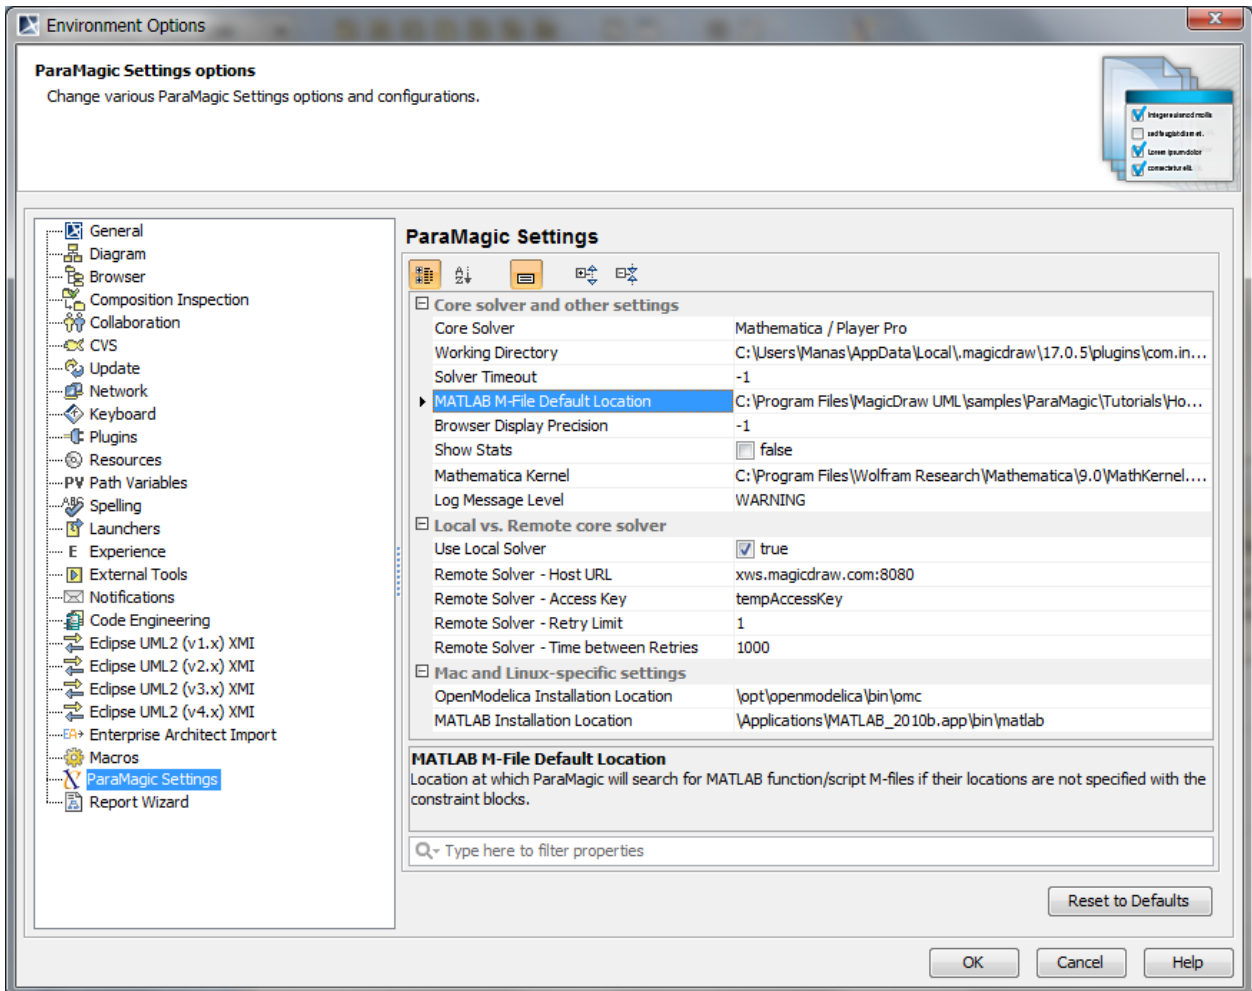 Environment Options
ParaMagic Settings options
Change various ParaMagic Settings options and configurations.
General
Diagram
Browser
Composition Inspection
Collaboration
CVS
Update
Network
Keyboard
Plugins
Resources
PV Path Variables
Spelling
Launchers
E Experience
External Tools
Notifications
Code Engineering
Eclipse UML2 (v1.x) XMI
Eclipse UML2 (v2.x) XMI
Eclipse UML2 (v3.x) XMI
Eclipse UML2 (v4.x) XMI
EA Enterprise Architect Import
Macros
ParaMagic Settings
Report Wizard
ParaMagic Settings
Core solver and other settings
Core Solver Mathematica / Player Pro
Working Directory C:\Users\Manas\AppData\Local\.magicdraw\17.0.5\plugins\com.in...
Solver Timeout -1
MATLAB M-File Default Location C:\Program Files\MagicDraw UML\samples\ParaMagic\Tutorials\Ho...
Browser Display Precision -1
Show Stats false
Mathematica Kernel C:\Program Files\Wolfram Research\Mathematica\9.0\MathKernel....
Log Message Level WARNING
Local vs. Remote core solver
Use Local Solver true
Remote Solver - Host URL xws.magicdraw.com:8080
Remote Solver - Access Key tempAccessKey
Remote Solver - Retry Limit 1
Remote Solver - Time between Retries 1000
Mac and Linux-specific settings
OpenModelica Installation Location \opt\openmodelica\bin\omc
MATLAB Installation Location \Applications\MATLAB_2010b.app\bin\matlab
MATLAB M-File Default Location
Location at which ParaMagic will search for MATLAB function/script M-files if their locations are not specified with the
constraint blocks.
Type here to filter properties
Reset to Defaults
OK Cancel Help